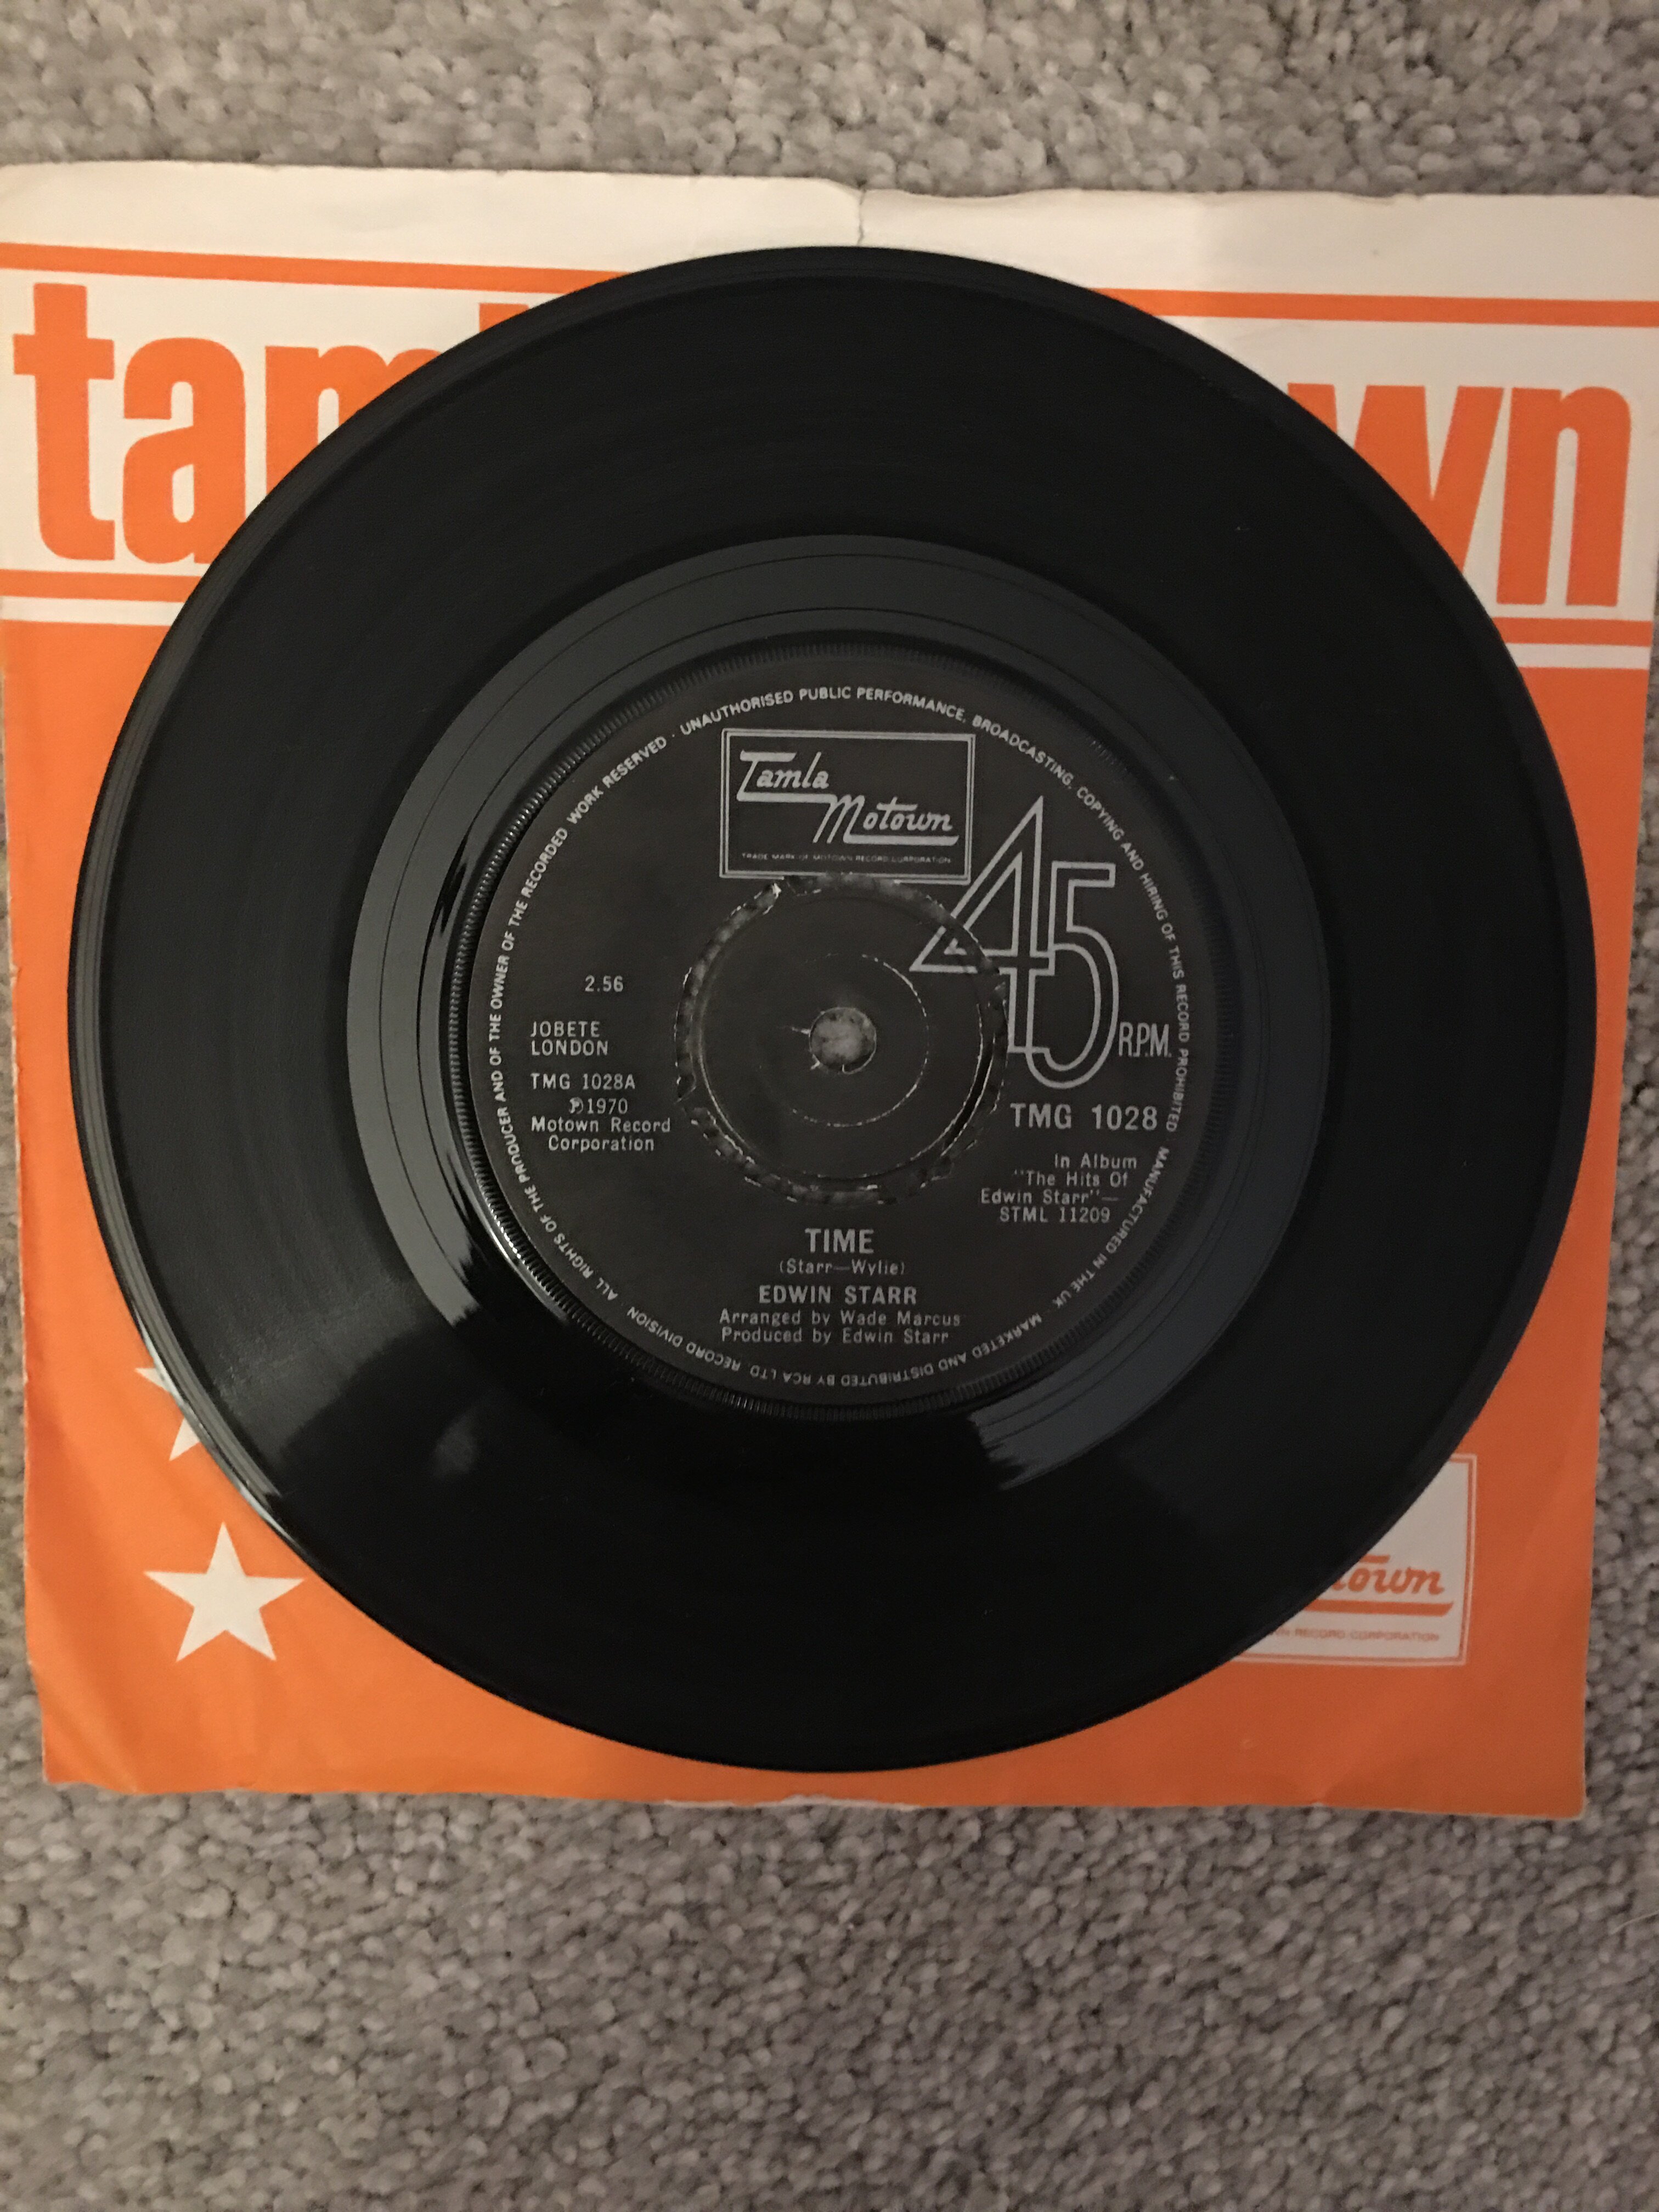 tam
wn
UNAUTHORISED PUBLIC PERFORMANCE, BROADCASTING, COPYING AND HIRING OF THIS RECORD PROHIBITED
MANUFACTURED IN THE UK · MARKETED AND DISTRIBUTED BY RCA LTD. RECORD DIVISION · ALL RIGHTS OF THE PRODUCER AND OF THE OWNER OF THE RECORDED WORK RESERVED ·
Tamla
Motown
TRADE MARK OF MOTOWN RECORD CORPORATION
45
R.P.M.
2.56
JOBETE
LONDON
TMG 1028A
℗1970
Motown Record
Corporation
TMG 1028
In Album
"The Hits Of
Edwin Starr"—
STML 11209
TIME
(Starr—Wylie)
EDWIN STARR
Arranged by Wade Marcus
Produced by Edwin Starr
town
WN RECORD CORPORATION